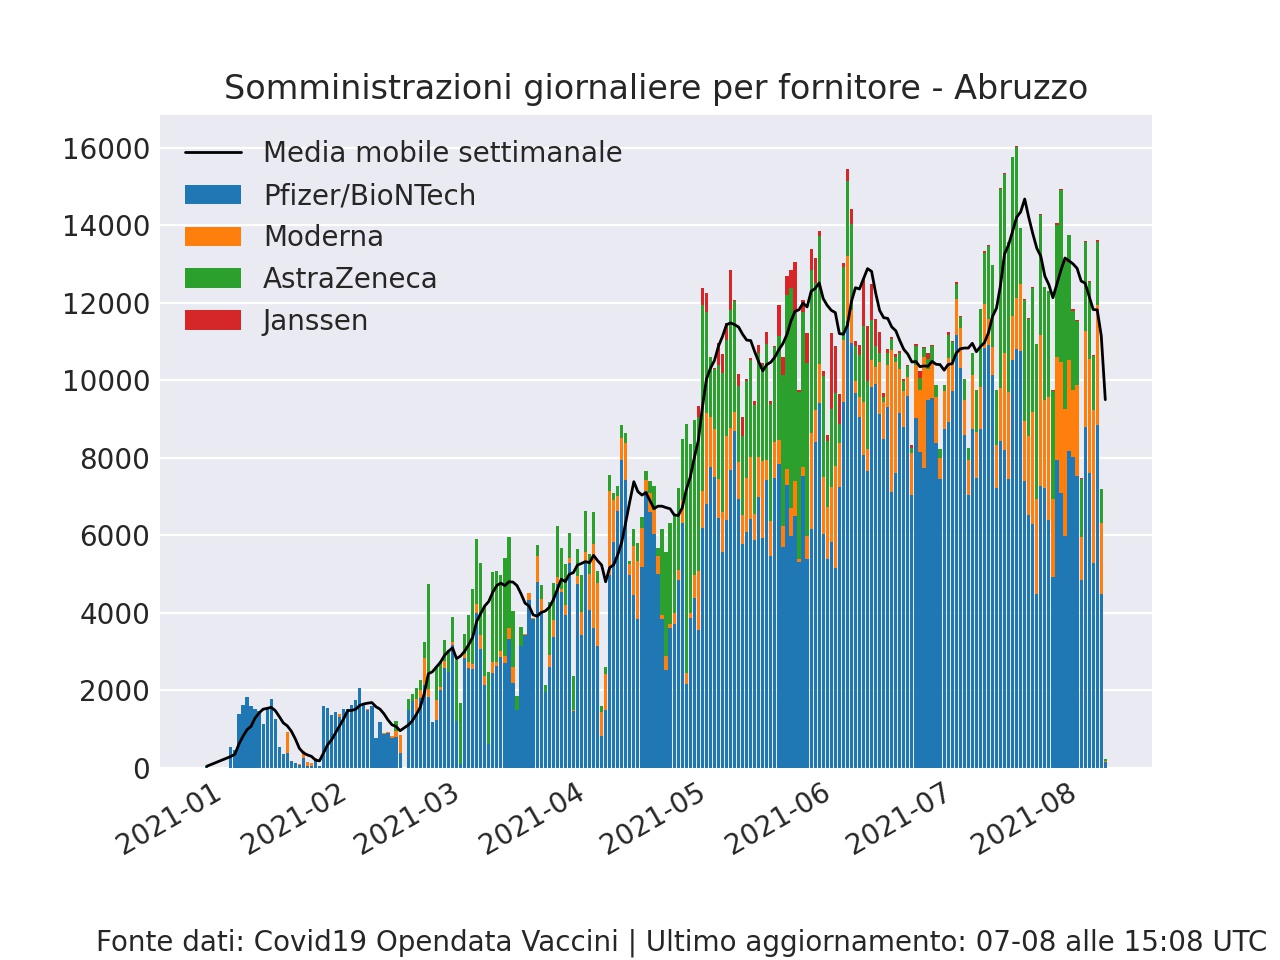 Somministrazioni giornaliere per fornitore - Abruzzo
16000
14000
12000
10000
8000
6000
4000
2000
0
Media mobile settimanale
Pfizer/BioNTech
Moderna
AstraZeneca
Janssen
2021-01
2021-02
2021-03
2021-04
2021-05
2021-06
2021-07
2021-08
Fonte dati: Covid19 Opendata Vaccini | Ultimo aggiornamento: 07-08 alle 15:08 UTC